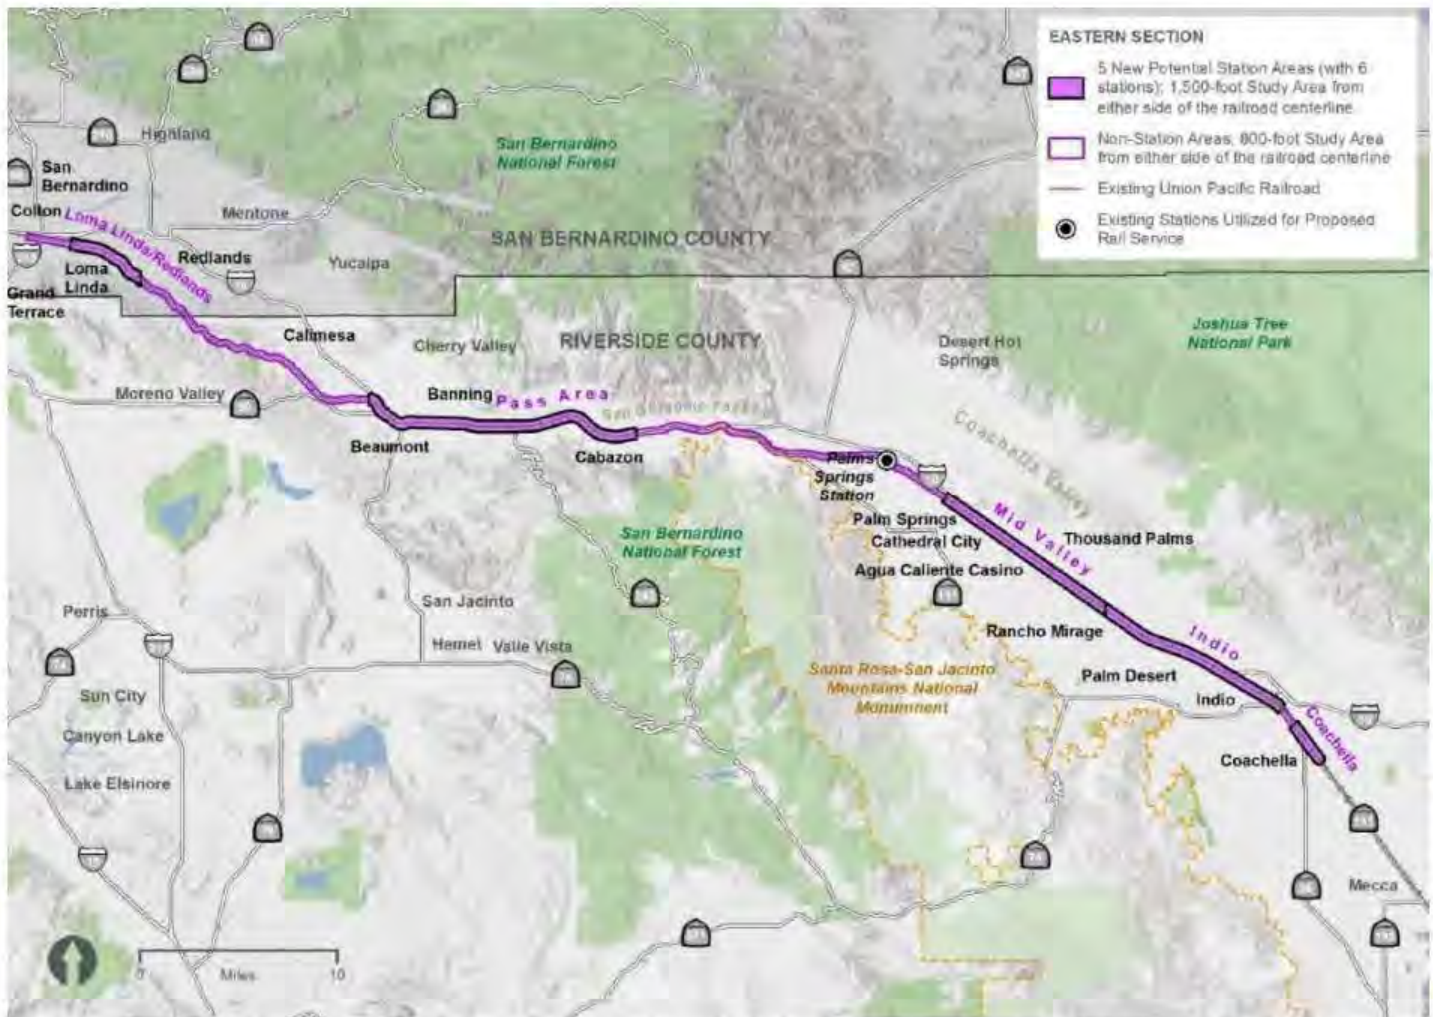 EASTERN SECTION
5 New Potential Station Areas (with 6
stations); 1,500-foot Study Area from
either side of the railroad centerline
Non-Station Areas, 800-foot Study Area
from either side of the railroad centerline
Existing Union Pacific Railroad
Existing Stations Utilized for Proposed
Rail Service
Highland
San Bernardino
National Forest
San
Bernardino
Colton
Loma Linda/Redlands
Mentone
SAN BERNARDINO COUNTY
Redlands
Yucaipa
Loma
Linda
Grand
Terrace
Calimesa
Cherry Valley
RIVERSIDE COUNTY
Desert Hot
Springs
Joshua Tree
National Park
Moreno Valley
Banning
Pass Area
Coachella Valley
Beaumont
Cabazon
Palms
Springs
Station
Mid Valley
Palm Springs
Cathedral City
Thousand Palms
San Bernardino
National Forest
Agua Caliente Casino
Perris
San Jacinto
Rancho Mirage
Indio
Hemet
Valle Vista
Santa Rosa-San Jacinto
Mountains National
Monumnent
Palm Desert
Sun City
Indio
Canyon Lake
Coachella
Coachella
Lake Elsinore
74
Mecca
0
Miles
10